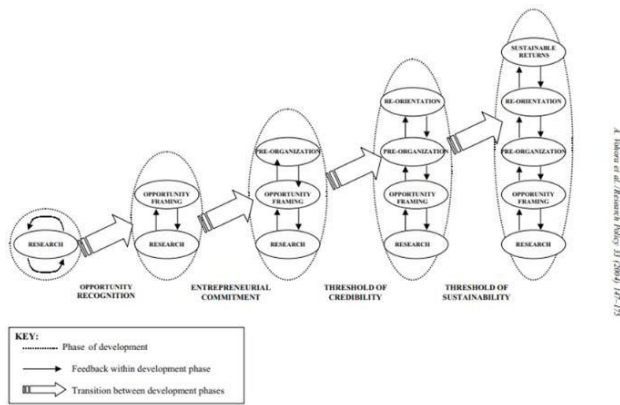 RESEARCH
OPPORTUNITY
FRAMING
RESEARCH
PRE-ORGANIZATION
OPPORTUNITY
FRAMING
RESEARCH
RE-ORIENTATION
PRE-ORGANIZATION
OPPORTUNITY
FRAMING
RESEARCH
SUSTAINABLE
RETURNS
RE-ORIENTATION
PRE-ORGANIZATION
OPPORTUNITY
FRAMING
RESEARCH
OPPORTUNITY
RECOGNITION
ENTREPRENEURIAL
COMMITMENT
THRESHOLD OF
CREDIBILITY
THRESHOLD OF
SUSTAINABILITY
KEY:
Phase of development
Feedback within development phase
Transition between development phases
A. Vohora et al. / Research Policy 33 (2004) 147–175